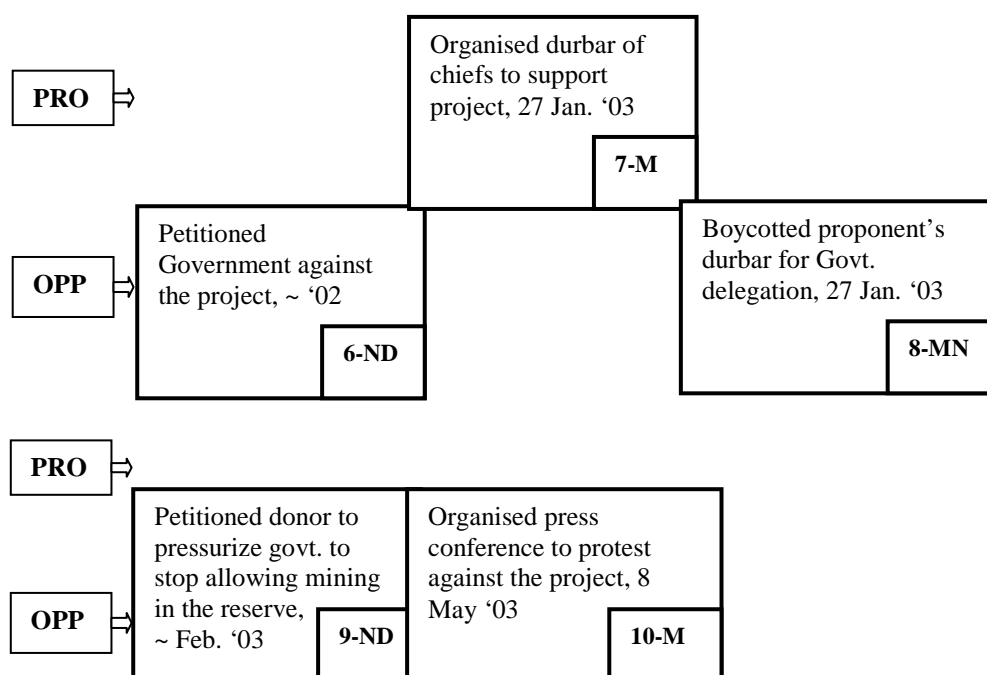 PRO
Organised durbar of
chiefs to support
project, 27 Jan. ‘03
7-M
OPP
Petitioned
Government against
the project, ~ ‘02
6-ND
Boycotted proponent’s
durbar for Govt.
delegation, 27 Jan. ‘03
8-MN
PRO
OPP
Petitioned donor to
pressurize govt. to
stop allowing mining
in the reserve,
~ Feb. ‘03
9-ND
Organised press
conference to protest
against the project, 8
May ‘03
10-M